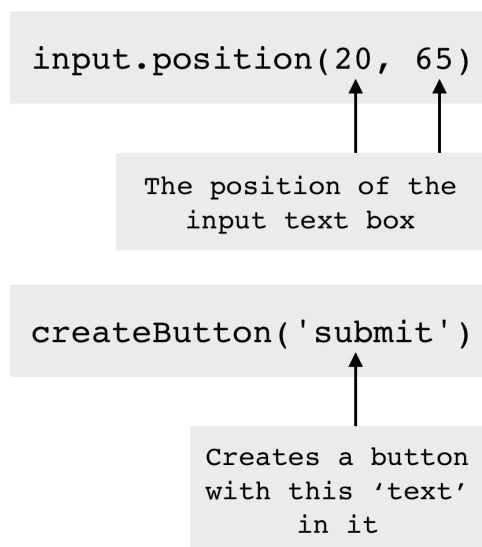 input.position(20, 65)
The position of the
input text box
createButton('submit')
Creates a button
with this ‘text’
in it